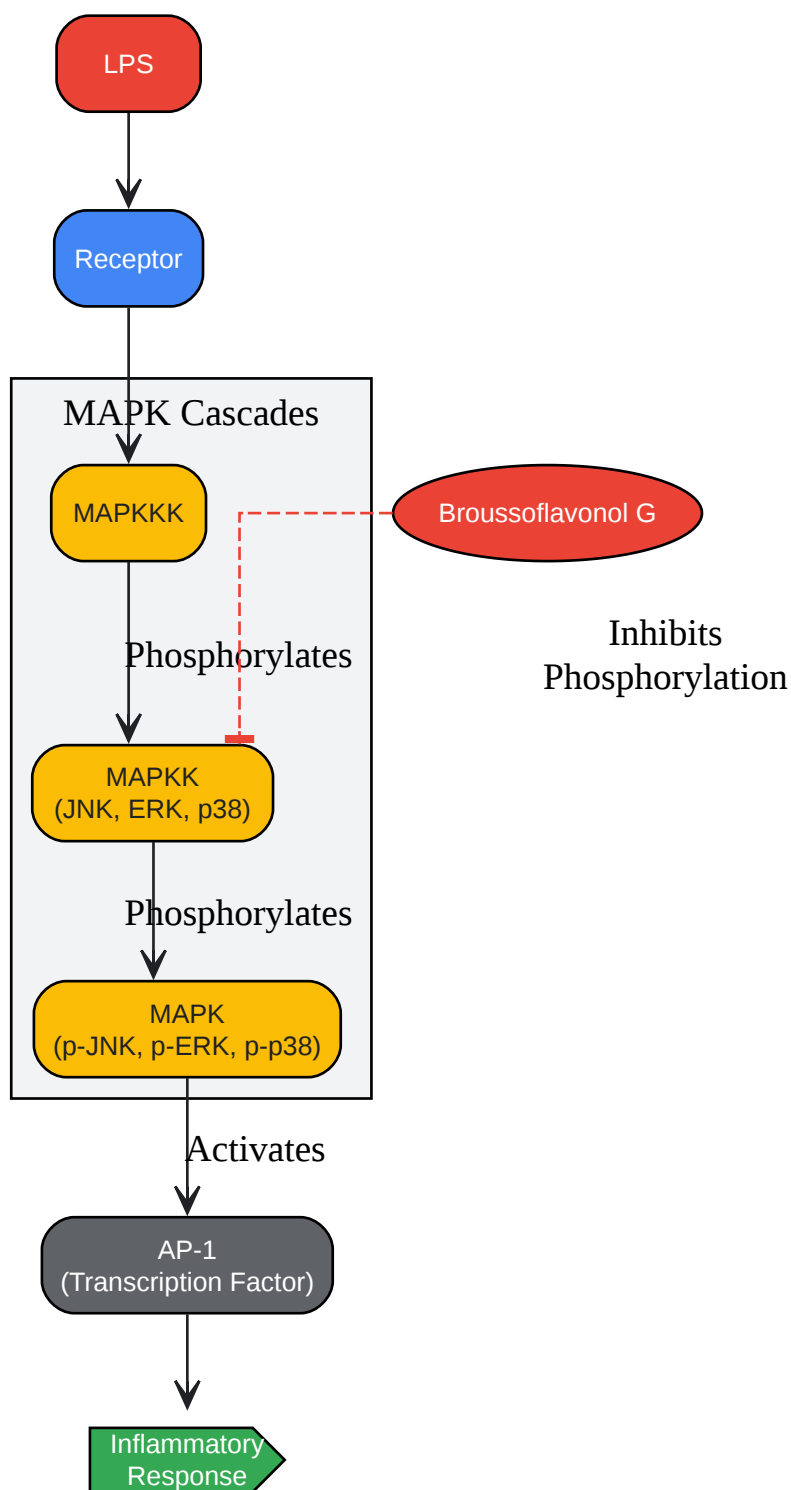 LPS
Receptor
MAPK Cascades
MAPKKK
Broussoflavonol G
Phosphorylates
Inhibits
Phosphorylation
MAPKK
(JNK, ERK, p38)
Phosphorylates
MAPK
(p-JNK, p-ERK, p-p38)
Activates
AP-1
(Transcription Factor)
Inflammatory
Response